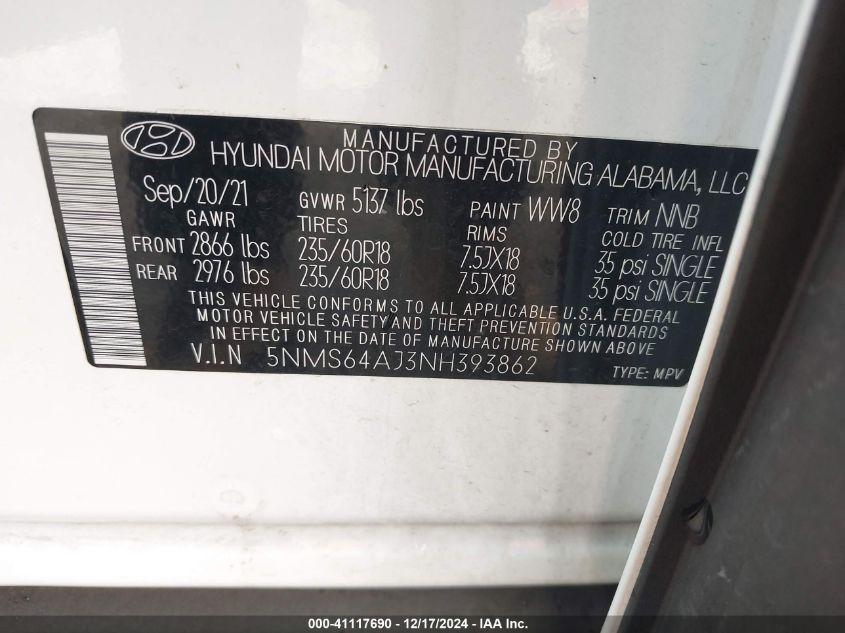 MANUFACTURED BY
HYUNDAI MOTOR MANUFACTURING ALABAMA, LLC
Sep/20/21 GVWR 5137 lbs PAINT WW8 TRIM NNB
GAWR TIRES RIMS COLD TIRE INFL
FRONT 2866 lbs 235/60R18 7.5JX18 35 psi SINGLE
REAR 2976 lbs 235/60R18 7.5JX18 35 psi SINGLE
THIS VEHICLE CONFORMS TO ALL APPLICABLE U.S.A. FEDERAL
MOTOR VEHICLE SAFETY AND THEFT PREVENTION STANDARDS
IN EFFECT ON THE DATE OF MANUFACTURE SHOWN ABOVE
V.I.N 5NMS64AJ3NH393862 TYPE: MPV
000-41117690 - 12/17/2024 - IAA Inc.